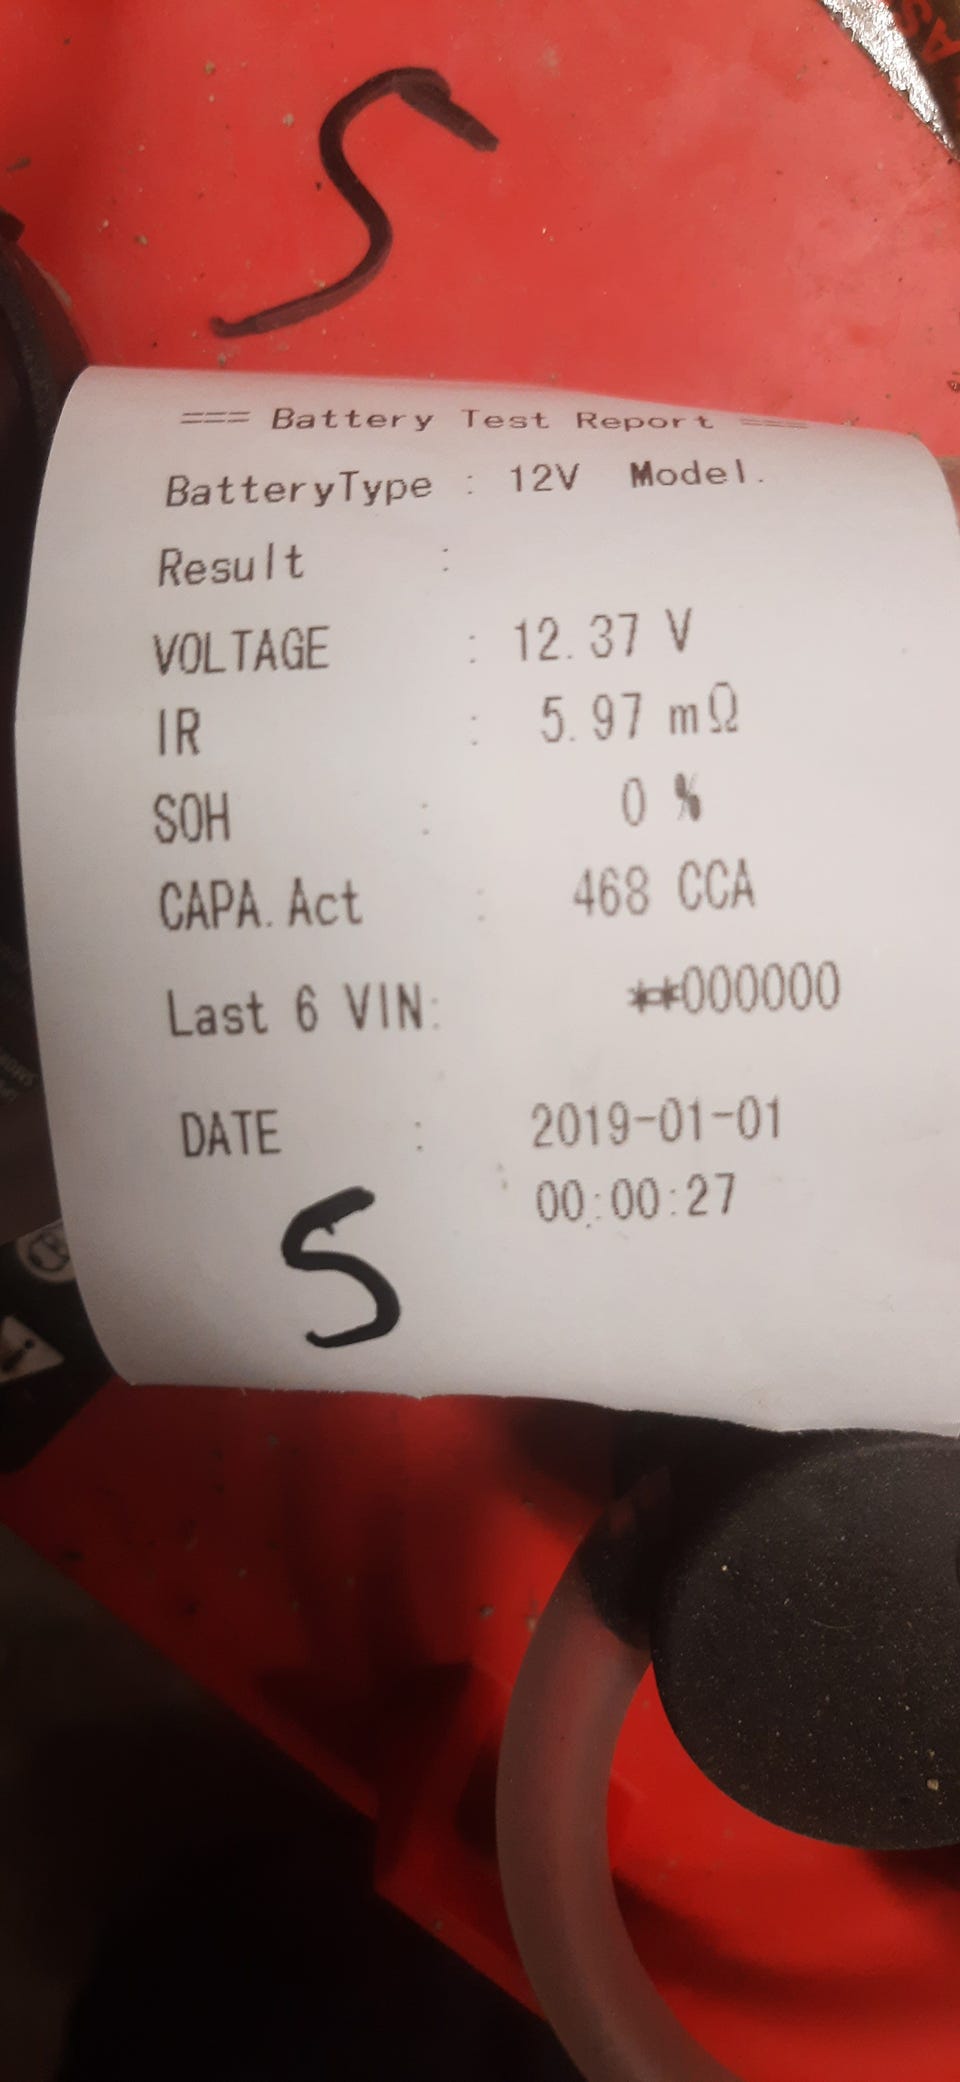 S
=== Battery Test Report ===
BatteryType : 12V Model.
Result :
VOLTAGE : 12.37 V
IR : 5.97 mΩ
SOH : 0 %
CAPA. Act : 468 CCA
Last 6 VIN: **000000
DATE : 2019-01-01
00:00:27
5